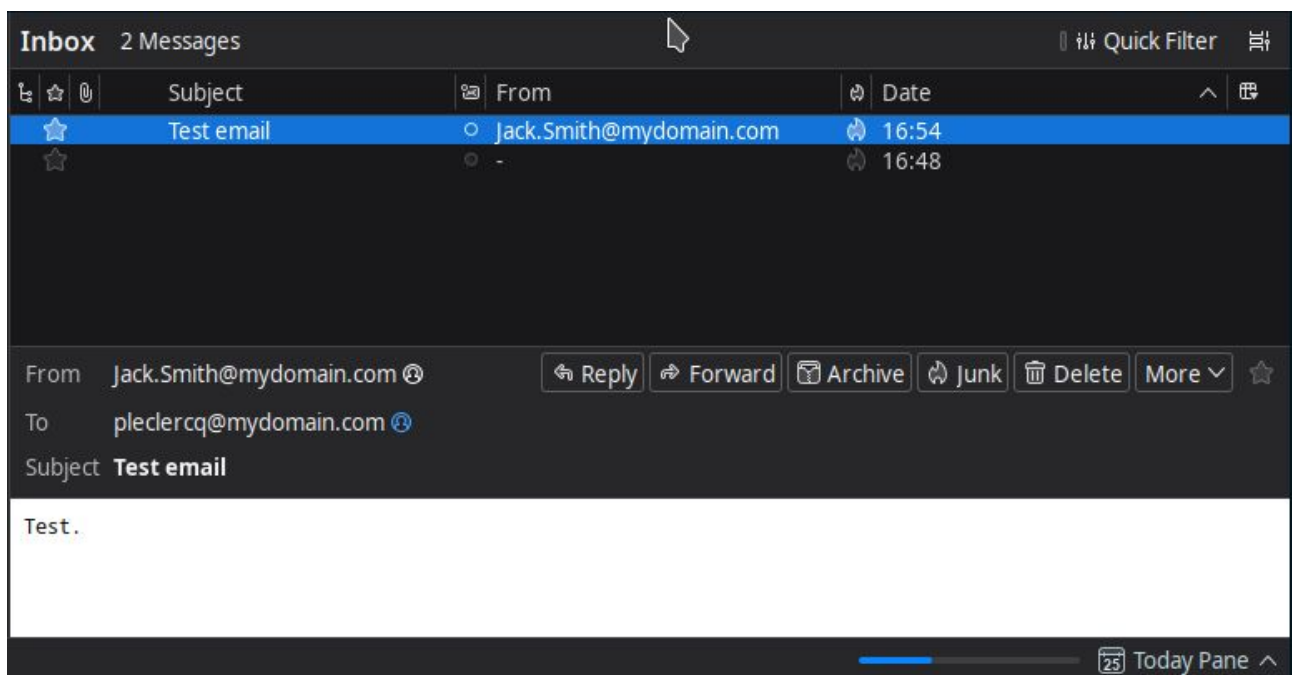 Inbox 2 Messages Quick Filter
Subject From Date
Test email Jack.Smith@mydomain.com 16:54
- 16:48
From Jack.Smith@mydomain.com Reply Forward Archive Junk Delete More
To pleclercq@mydomain.com
Subject Test email
Test.
25 Today Pane